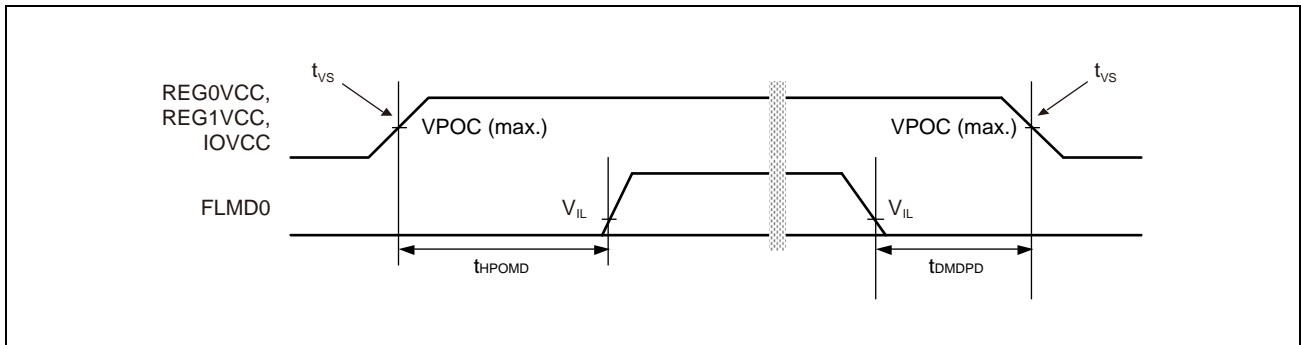 tVS
tVS
REG0VCC,
REG1VCC,
IOVCC
VPOC (max.)
VPOC (max.)
FLMD0
VIL
VIL
tHPOMD
tDMDPD